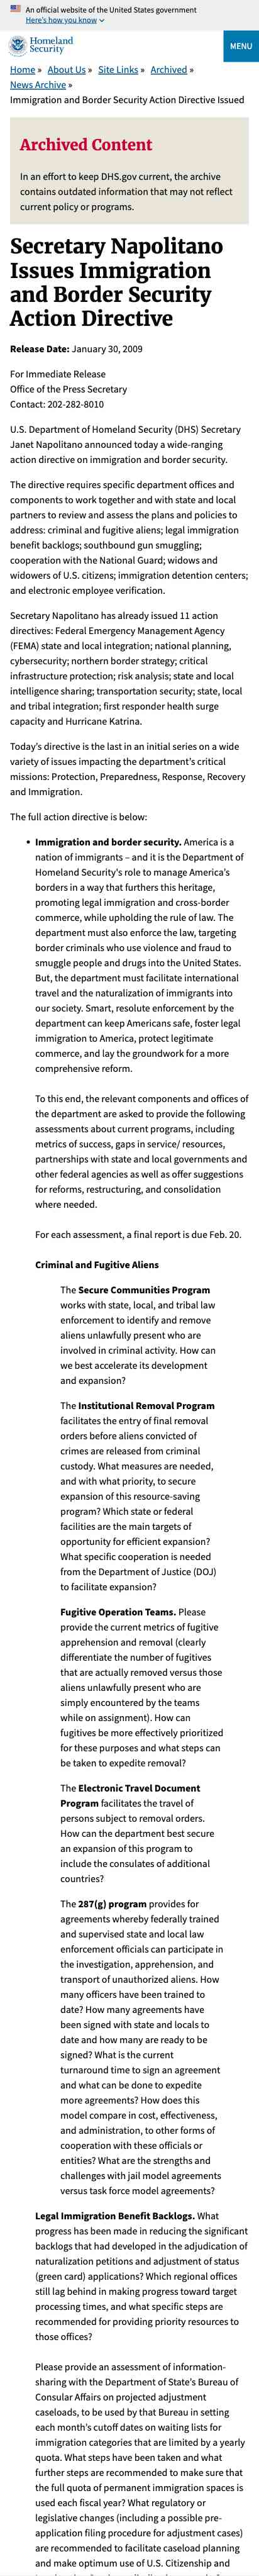 An official website of the United States government
Here's how you know
Homeland
Security
MENU
Home » About Us » Site Links » Archived »
News Archive »
Immigration and Border Security Action Directive Issued
Archived Content
In an effort to keep DHS.gov current, the archive
contains outdated information that may not reflect
current policy or programs.
Secretary Napolitano
Issues Immigration
and Border Security
Action Directive
Release Date: January 30, 2009
For Immediate Release
Office of the Press Secretary
Contact: 202-282-8010
U.S. Department of Homeland Security (DHS) Secretary
Janet Napolitano announced today a wide-ranging
action directive on immigration and border security.
The directive requires specific department offices and
components to work together and with state and local
partners to review and assess the plans and policies to
address: criminal and fugitive aliens; legal immigration
benefit backlogs; southbound gun smuggling;
cooperation with the National Guard; widows and
widowers of U.S. citizens; immigration detention centers;
and electronic employee verification.
Secretary Napolitano has already issued 11 action
directives: Federal Emergency Management Agency
(FEMA) state and local integration; national planning,
cybersecurity; northern border strategy; critical
infrastructure protection; risk analysis; state and local
intelligence sharing; transportation security; state, local
and tribal integration; first responder health surge
capacity and Hurricane Katrina.
Today's directive is the last in an initial series on a wide
variety of issues impacting the department's critical
missions: Protection, Preparedness, Response, Recovery
and Immigration.
The full action directive is below:
• Immigration and border security. America is a
nation of immigrants – and it is the Department of
Homeland Security's role to manage America's
borders in a way that furthers this heritage,
promoting legal immigration and cross-border
commerce, while upholding the rule of law. The
department must also enforce the law, targeting
border criminals who use violence and fraud to
smuggle people and drugs into the United States.
But, the department must facilitate international
travel and the naturalization of immigrants into
our society. Smart, resolute enforcement by the
department can keep Americans safe, foster legal
immigration to America, protect legitimate
commerce, and lay the groundwork for a more
comprehensive reform.
To this end, the relevant components and offices of
the department are asked to provide the following
assessments about current programs, including
metrics of success, gaps in service/ resources,
partnerships with state and local governments and
other federal agencies as well as offer suggestions
for reforms, restructuring, and consolidation
where needed.
For each assessment, a final report is due Feb. 20.
Criminal and Fugitive Aliens
The Secure Communities Program
works with state, local, and tribal law
enforcement to identify and remove
aliens unlawfully present who are
involved in criminal activity. How can
we best accelerate its development
and expansion?
The Institutional Removal Program
facilitates the entry of final removal
orders before aliens convicted of
crimes are released from criminal
custody. What measures are needed,
and with what priority, to secure
expansion of this resource-saving
program? Which state or federal
facilities are the main targets of
opportunity for efficient expansion?
What specific cooperation is needed
from the Department of Justice (DOJ)
to facilitate expansion?
Fugitive Operation Teams. Please
provide the current metrics of fugitive
apprehension and removal (clearly
differentiate the number of fugitives
that are actually removed versus those
aliens unlawfully present who are
simply encountered by the teams
while on assignment). How can
fugitives be more effectively prioritized
for these purposes and what steps can
be taken to expedite removal?
The Electronic Travel Document
Program facilitates the travel of
persons subject to removal orders.
How can the department best secure
an expansion of this program to
include the consulates of additional
countries?
The 287(g) program provides for
agreements whereby federally trained
and supervised state and local law
enforcement officials can participate in
the investigation, apprehension, and
transport of unauthorized aliens. How
many officers have been trained to
date? How many agreements have
been signed with state and locals to
date and how many are ready to be
signed? What is the current
turnaround time to sign an agreement
and what can be done to expedite
more agreements? How does this
model compare in cost, effectiveness,
and administration, to other forms of
cooperation with these officials or
entities? What are the strengths and
challenges with jail model agreements
versus task force model agreements?
Legal Immigration Benefit Backlogs. What
progress has been made in reducing the significant
backlogs that had developed in the adjudication of
naturalization petitions and adjustment of status
(green card) applications? Which regional offices
still lag behind in making progress toward target
processing times, and what specific steps are
recommended for providing priority resources to
those offices?
Please provide an assessment of information-
sharing with the Department of State's Bureau of
Consular Affairs on projected adjustment
caseloads, to be used by that Bureau in setting
each month's cutoff dates on waiting lists for
immigration categories that are limited by a yearly
quota. What steps have been taken and what
further steps are recommended to make sure that
the full quota of permanent immigration spaces is
used each fiscal year? What regulatory or
legislative changes (including a possible pre-
application filing procedure for adjustment cases)
are recommended to facilitate caseload planning
and make optimum use of U.S. Citizenship and